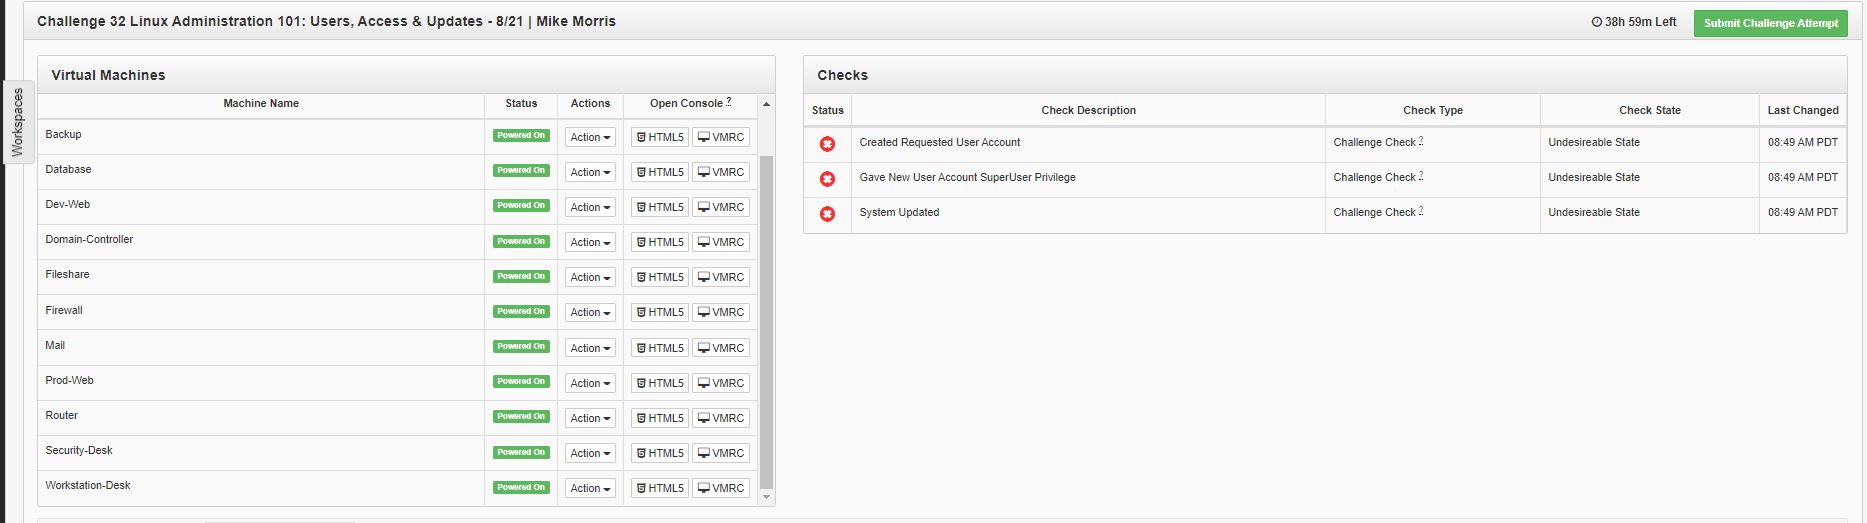 Challenge 32 Linux Administration 101: Users, Access & Updates - 8/21 | Mike Morris
38h 59m Left
Submit Challenge Attempt
Workspaces
Virtual Machines
Machine Name Status Actions Open Console ?
Backup Powered On Action HTML5 VMRC
Database Powered On Action HTML5 VMRC
Dev-Web Powered On Action HTML5 VMRC
Domain-Controller Powered On Action HTML5 VMRC
Fileshare Powered On Action HTML5 VMRC
Firewall Powered On Action HTML5 VMRC
Mail Powered On Action HTML5 VMRC
Prod-Web Powered On Action HTML5 VMRC
Router Powered On Action HTML5 VMRC
Security-Desk Powered On Action HTML5 VMRC
Workstation-Desk Powered On Action HTML5 VMRC
Checks
Status Check Description Check Type Check State Last Changed
Created Requested User Account Challenge Check ? Undesireable State 08:49 AM PDT
Gave New User Account SuperUser Privilege Challenge Check ? Undesireable State 08:49 AM PDT
System Updated Challenge Check ? Undesireable State 08:49 AM PDT